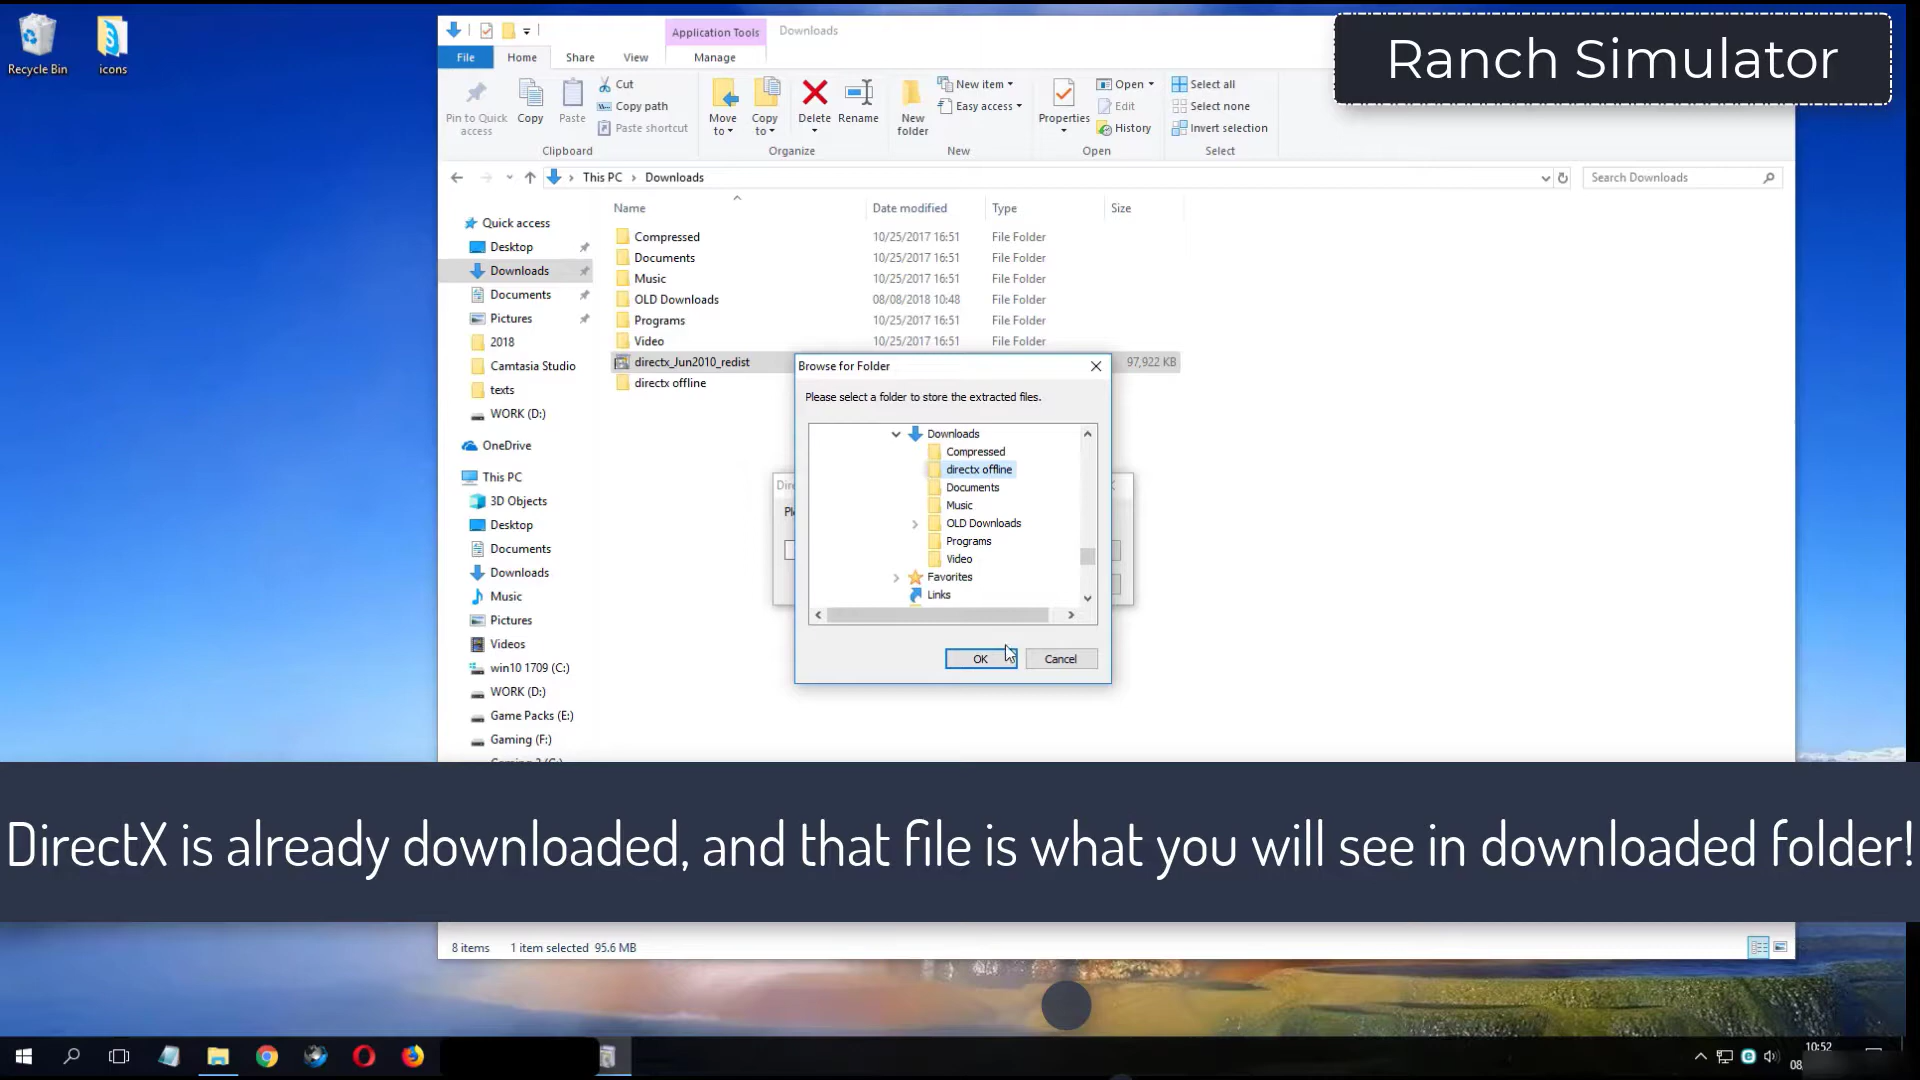 Recycle Bin
icons
Application Tools
Downloads
File
Home
Share
View
Manage
Ranch Simulator
Pin to Quick access
Copy
Paste
Cut
Copy path
Paste shortcut
Clipboard
Move to
Copy to
Delete
Rename
Organize
New folder
New item
Easy access
New
Properties
Open
Edit
History
Open
Select all
Select none
Invert selection
Select
This PC
Downloads
Search Downloads
Name
Date modified
Type
Size
Quick access
Desktop
Downloads
Documents
Pictures
2018
Camtasia Studio
texts
WORK (D:)
OneDrive
This PC
3D Objects
Desktop
Documents
Downloads
Music
Pictures
Videos
win10 1709 (C:)
WORK (D:)
Game Packs (E:)
Gaming (F:)
Compressed 10/25/2017 16:51 File Folder
Documents 10/25/2017 16:51 File Folder
Music 10/25/2017 16:51 File Folder
OLD Downloads 08/08/2018 10:48 File Folder
Programs 10/25/2017 16:51 File Folder
Video 10/25/2017 16:51 File Folder
directx_Jun2010_redist 97,922 KB
directx offline
Browse for Folder
Please select a folder to store the extracted files.
Downloads
Compressed
directx offline
Documents
Music
OLD Downloads
Programs
Video
Favorites
Links
OK
Cancel
DirectX is already downloaded, and that file is what you will see in downloaded folder!
8 items 1 item selected 95.6 MB
10:52